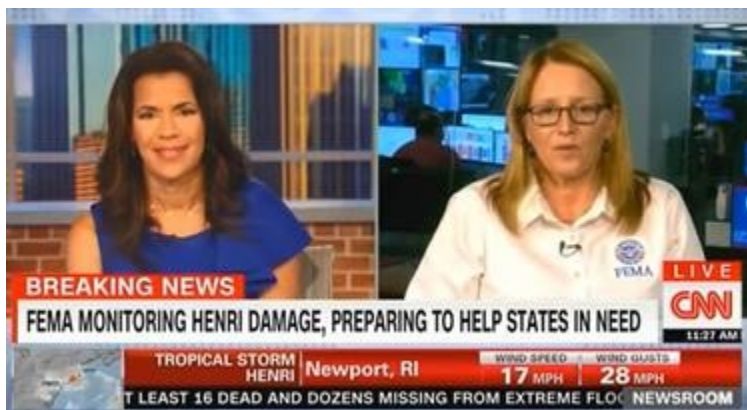 FEMA
BREAKING NEWS
FEMA MONITORING HENRI DAMAGE, PREPARING TO HELP STATES IN NEED
LIVE
CNN
11:27 AM
TROPICAL STORM HENRI
Newport, RI
WIND SPEED
17 MPH
WIND GUSTS
28 MPH
T LEAST 16 DEAD AND DOZENS MISSING FROM EXTREME FLO
NEWSROOM